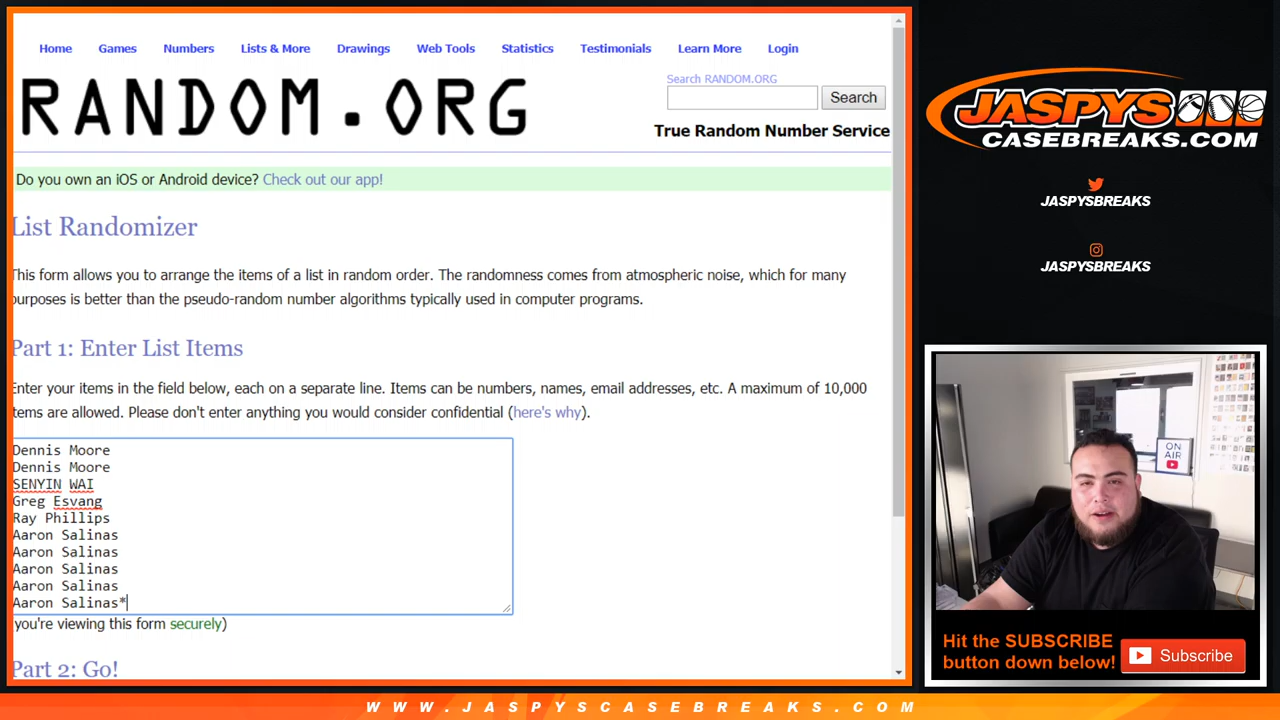 Home Games Numbers Lists & More Drawings Web Tools Statistics Testimonials Learn More Login
RANDOM.ORG
Search RANDOM.ORG
Search
True Random Number Service
Do you own an iOS or Android device? Check out our app!
List Randomizer
This form allows you to arrange the items of a list in random order. The randomness comes from atmospheric noise, which for many
purposes is better than the pseudo-random number algorithms typically used in computer programs.
Part 1: Enter List Items
Enter your items in the field below, each on a separate line. Items can be numbers, names, email addresses, etc. A maximum of 10,000
items are allowed. Please don't enter anything you would consider confidential (here's why).
Dennis Moore
Dennis Moore
SENYIN WAI
Greg Esvang
Ray Phillips
Aaron Salinas
Aaron Salinas
Aaron Salinas
Aaron Salinas
Aaron Salinas*
you're viewing this form securely)
Part 2: Go!
JASPYS
CASEBREAKS.COM
JASPYSBREAKS
JASPYSBREAKS
ON
AIR
Hit the SUBSCRIBE
button down below!
Subscribe
WWW.JASPYSCASEBREAKS.COM